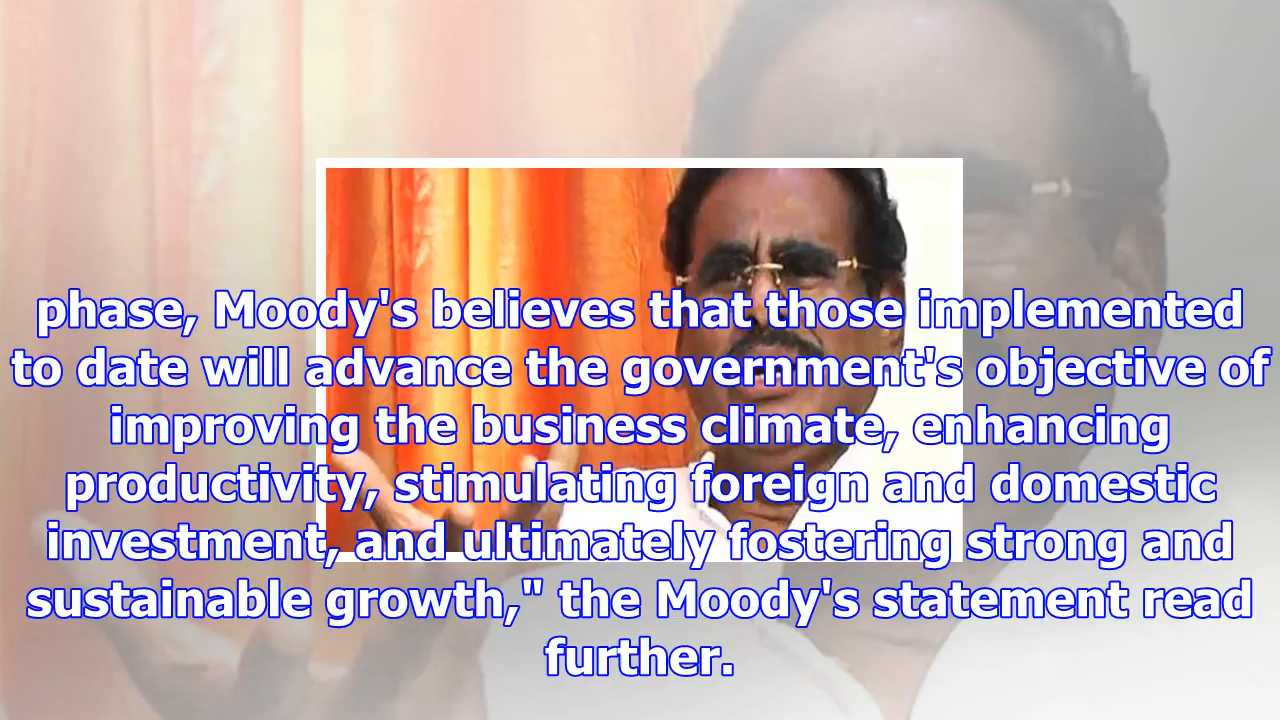 phase, Moody's believes that those implemented
to date will advance the government's objective of
improving the business climate, enhancing
productivity, stimulating foreign and domestic
investment, and ultimately fostering strong and
sustainable growth," the Moody's statement read
further.